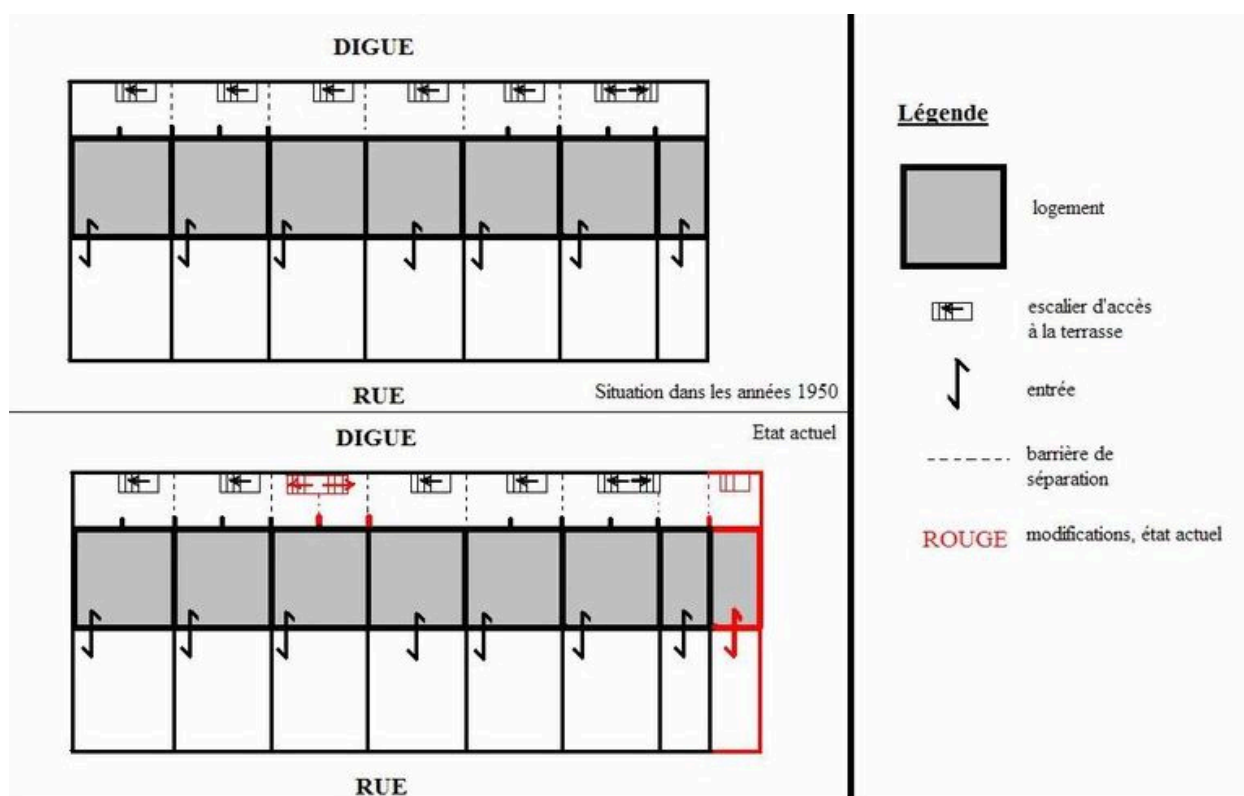 DIGUE
RUE
Situation dans les années 1950
DIGUE
Etat actuel
RUE
Légende
logement
escalier d'accès
à la terrasse
entrée
barrière de
séparation
ROUGE modifications, état actuel